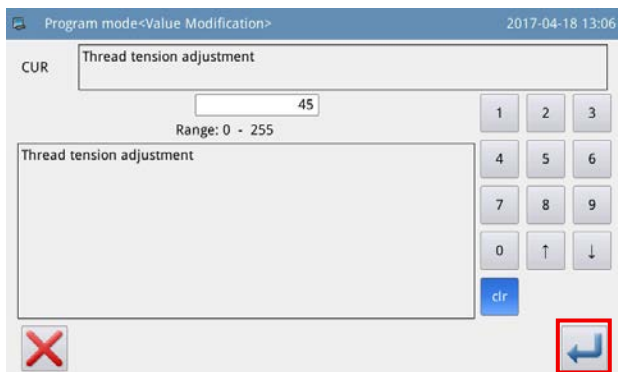 Program mode<Value Modification> 2017-04-18 13:06
CUR Thread tension adjustment
45
Range: 0 - 255
Thread tension adjustment
1 2 3
4 5 6
7 8 9
0 ↑ ↓
clr